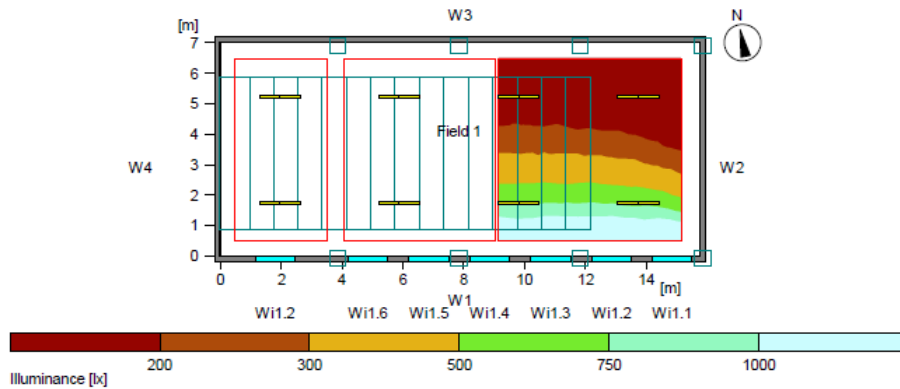 W3
N
[m]
7
6
5
4
3
2
1
0
Field 1
W4
W2
0 2 4 6 8 10 12 14
[m]
W1
Wi1.2 Wi1.6 Wi1.5 Wi1.4 Wi1.3 Wi1.2 Wi1.1
200 300 500 750 1000
Illuminance [lx]